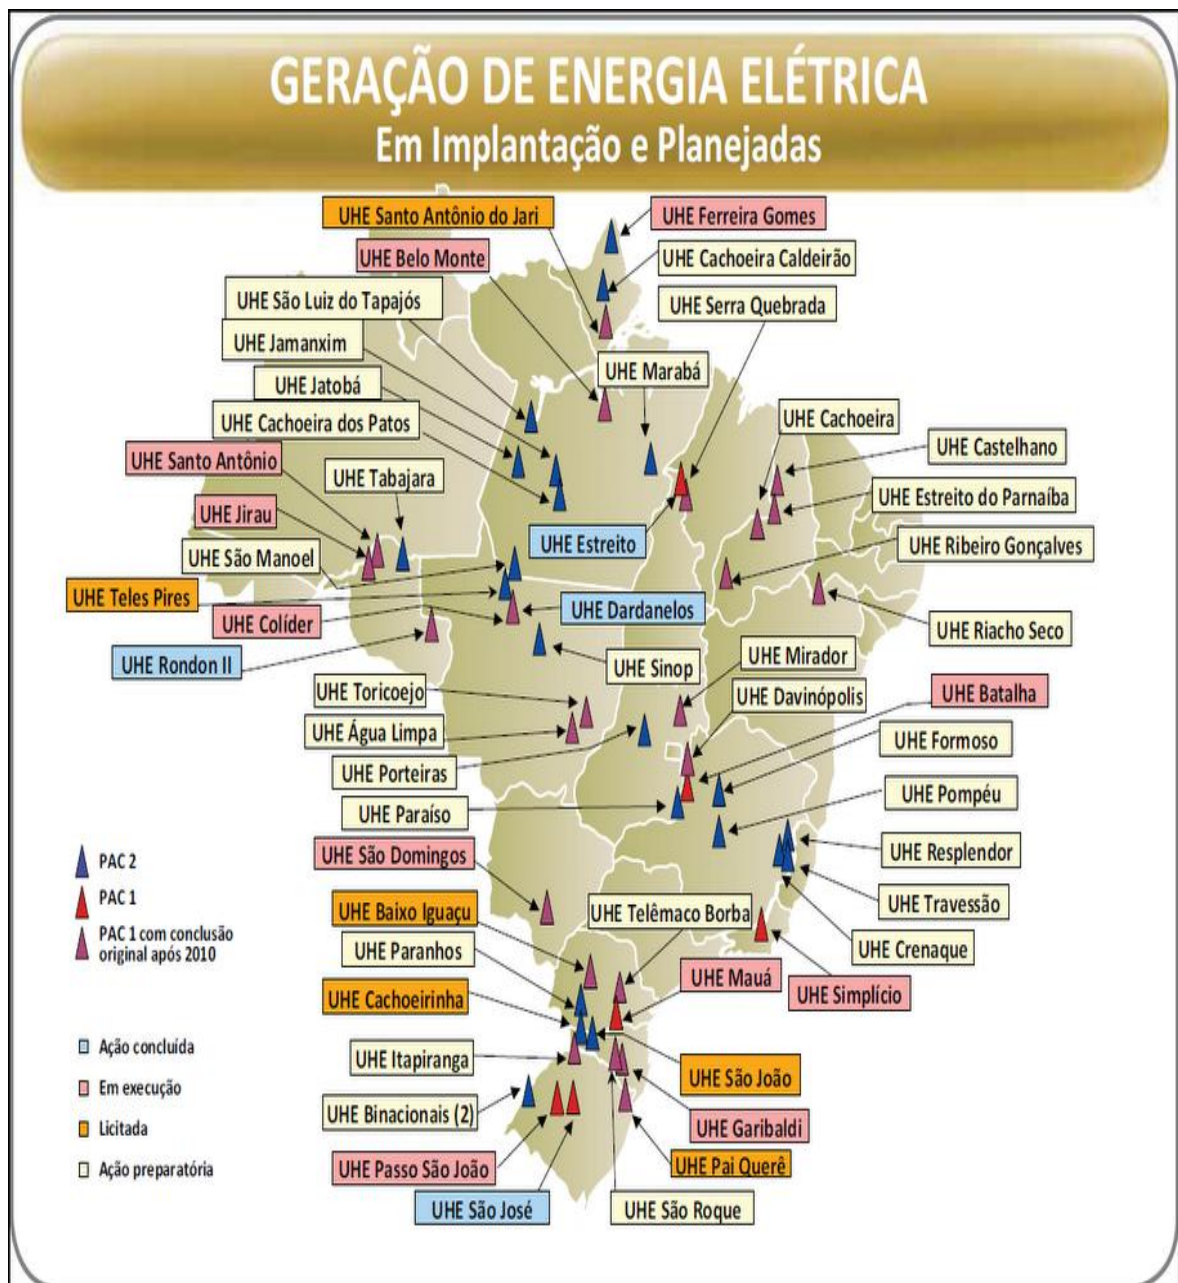 GERAÇÃO DE ENERGIA ELÉTRICA
Em Implantação e Planejadas
UHE Santo Antônio do Jari
UHE Ferreira Gomes
UHE Belo Monte
UHE Cachoeira Caldeirão
UHE São Luiz do Tapajós
UHE Serra Quebrada
UHE Jamanxim
UHE Marabá
UHE Jatobá
UHE Cachoeira
UHE Cachoeira dos Patos
UHE Castelhano
UHE Santo Antônio
UHE Tabajara
UHE Estreito do Parnaíba
UHE Jirau
UHE Estreito
UHE Ribeiro Gonçalves
UHE São Manoel
UHE Teles Pires
UHE Dardanelos
UHE Colíder
UHE Riacho Seco
UHE Rondon II
UHE Sinop
UHE Mirador
UHE Toricoejo
UHE Davinópolis
UHE Batalha
UHE Água Limpa
UHE Formoso
UHE Porteiras
UHE Pompéu
UHE Paraíso
UHE São Domingos
UHE Resplendor
UHE Travessão
UHE Baixo Iguaçu
UHE Telêmaco Borba
UHE Crenaque
UHE Paranhos
UHE Mauá
UHE Simplício
UHE Cachoeirinha
UHE Itapiranga
UHE São João
UHE Binacionais (2)
UHE Garibaldi
UHE Passo São João
UHE Pai Querê
UHE São José
UHE São Roque
PAC 2
PAC 1
PAC 1 com conclusão
original após 2010
Ação concluída
Em execução
Licitada
Ação preparatória